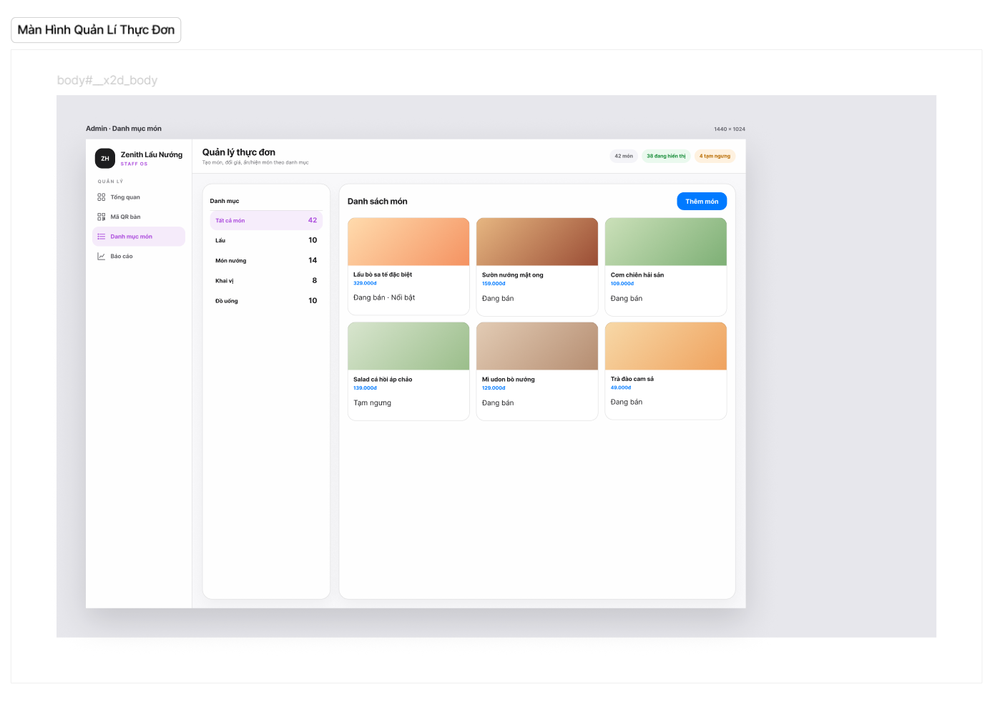 Màn Hình Quản Lí Thực Đơn
body#__x2d_body
Admin · Danh mục món
1440 × 1024
ZH
Zenith Lẩu Nướng
STAFF OS
QUẢN LÝ
Tổng quan
Mã QR bàn
Danh mục món
Báo cáo
Quản lý thực đơn
Tạo món, đổi giá, ẩn/hiện món theo danh mục
42 món
38 đang hiển thị
4 tạm ngưng
Danh mục
Tất cả món 42
Lẩu 10
Món nướng 14
Khai vị 8
Đồ uống 10
Danh sách món
Thêm món
Lẩu bò sa tế đặc biệt
329.000đ
Đang bán · Nổi bật
Sườn nướng mật ong
159.000đ
Đang bán
Cơm chiên hải sản
109.000đ
Đang bán
Salad cá hồi áp chảo
139.000đ
Tạm ngưng
Mì udon bò nướng
129.000đ
Đang bán
Trà đào cam sả
49.000đ
Đang bán